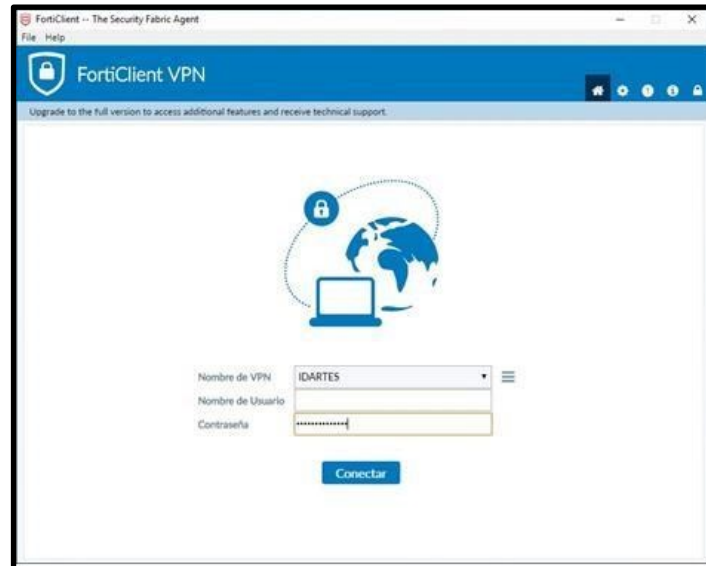 FortiClient -- The Security Fabric Agent
File Help
FortiClient VPN
Upgrade to the full version to access additional features and receive technical support.
Nombre de VPN IDARTES
Nombre de Usuario
Contraseña ••••••••••••••
Conectar